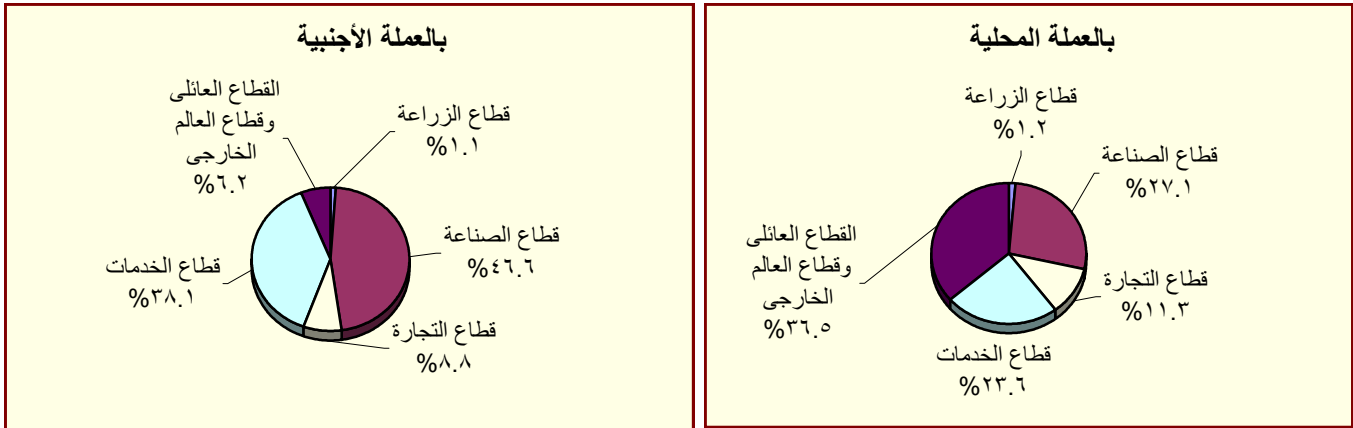 بالعملة المحلية
قطاع الزراعة
%١.٢
قطاع الصناعة
%٢٧.١
قطاع التجارة
%١١.٣
قطاع الخدمات
%٢٣.٦
القطاع العائلى
وقطاع العالم
الخارجى
%٣٦.٥
بالعملة الأجنبية
قطاع الزراعة
%١.١
قطاع الصناعة
%٤٦.٦
قطاع التجارة
%٨.٨
قطاع الخدمات
%٣٨.١
القطاع العائلى
وقطاع العالم
الخارجى
%٦.٢